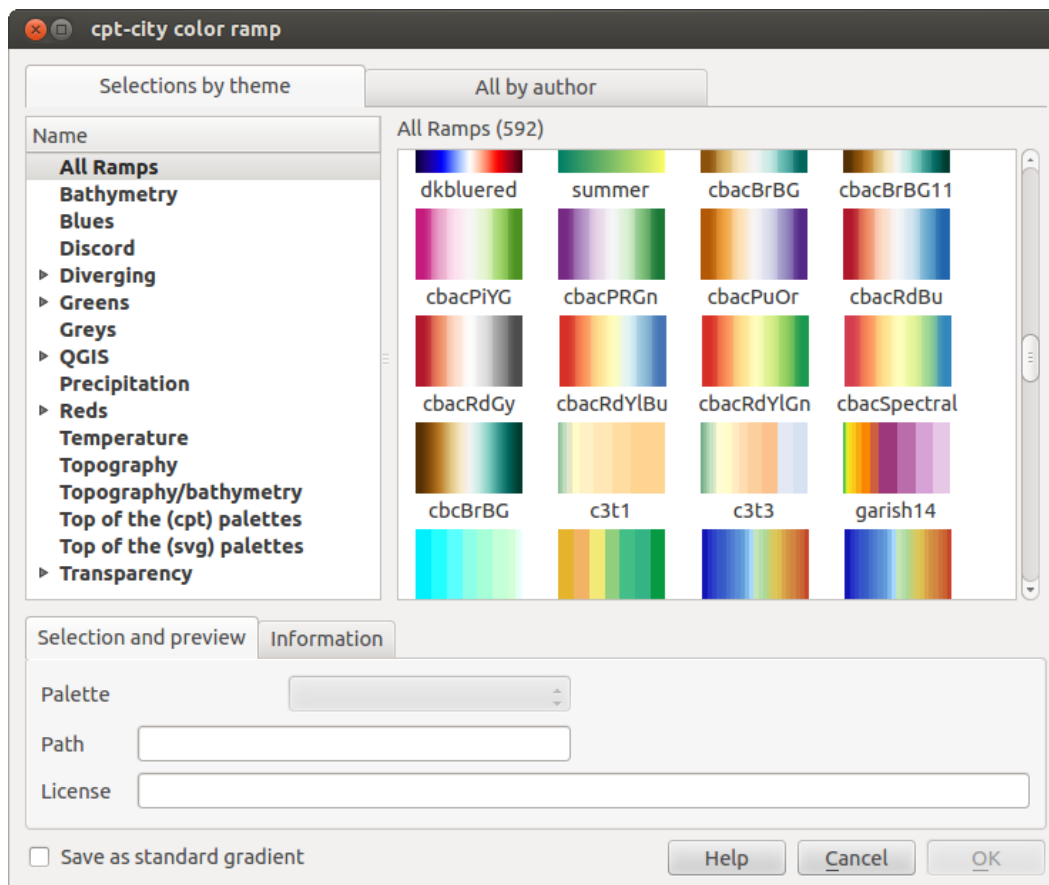 cpt-city color ramp
Selections by theme
All by author
Name
All Ramps
Bathymetry
Blues
Discord
Diverging
Greens
Greys
QGIS
Precipitation
Reds
Temperature
Topography
Topography/bathymetry
Top of the (cpt) palettes
Top of the (svg) palettes
Transparency
All Ramps (592)
dkbluered summer cbacBrBG cbacBrBG11
cbacPiYG cbacPRGn cbacPuOr cbacRdBu
cbacRdGy cbacRdYlBu cbacRdYlGn cbacSpectral
cbcBrBG c3t1 c3t3 garish14
Selection and preview
Information
Palette
Path
License
Save as standard gradient
Help
Cancel
OK